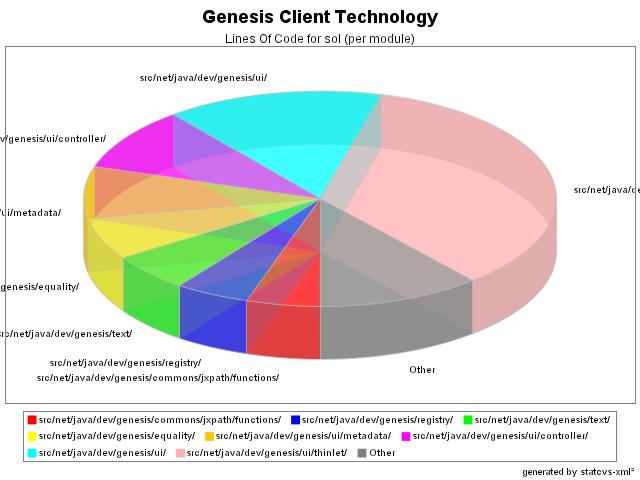 Genesis Client Technology
Lines Of Code for sol (per module)
src/net/java/dev/genesis/ui/
v/genesis/ui/controller/
src/net/java/de
ui/metadata/
genesis/equality/
src/net/java/dev/genesis/text/
src/net/java/dev/genesis/registry/
src/net/java/dev/genesis/commons/jxpath/functions/
Other
src/net/java/dev/genesis/commons/jxpath/functions/ src/net/java/dev/genesis/registry/ src/net/java/dev/genesis/text/
src/net/java/dev/genesis/equality/ src/net/java/dev/genesis/ui/metadata/ src/net/java/dev/genesis/ui/controller/
src/net/java/dev/genesis/ui/ src/net/java/dev/genesis/ui/thinlet/ Other
generated by statcvs-xml²